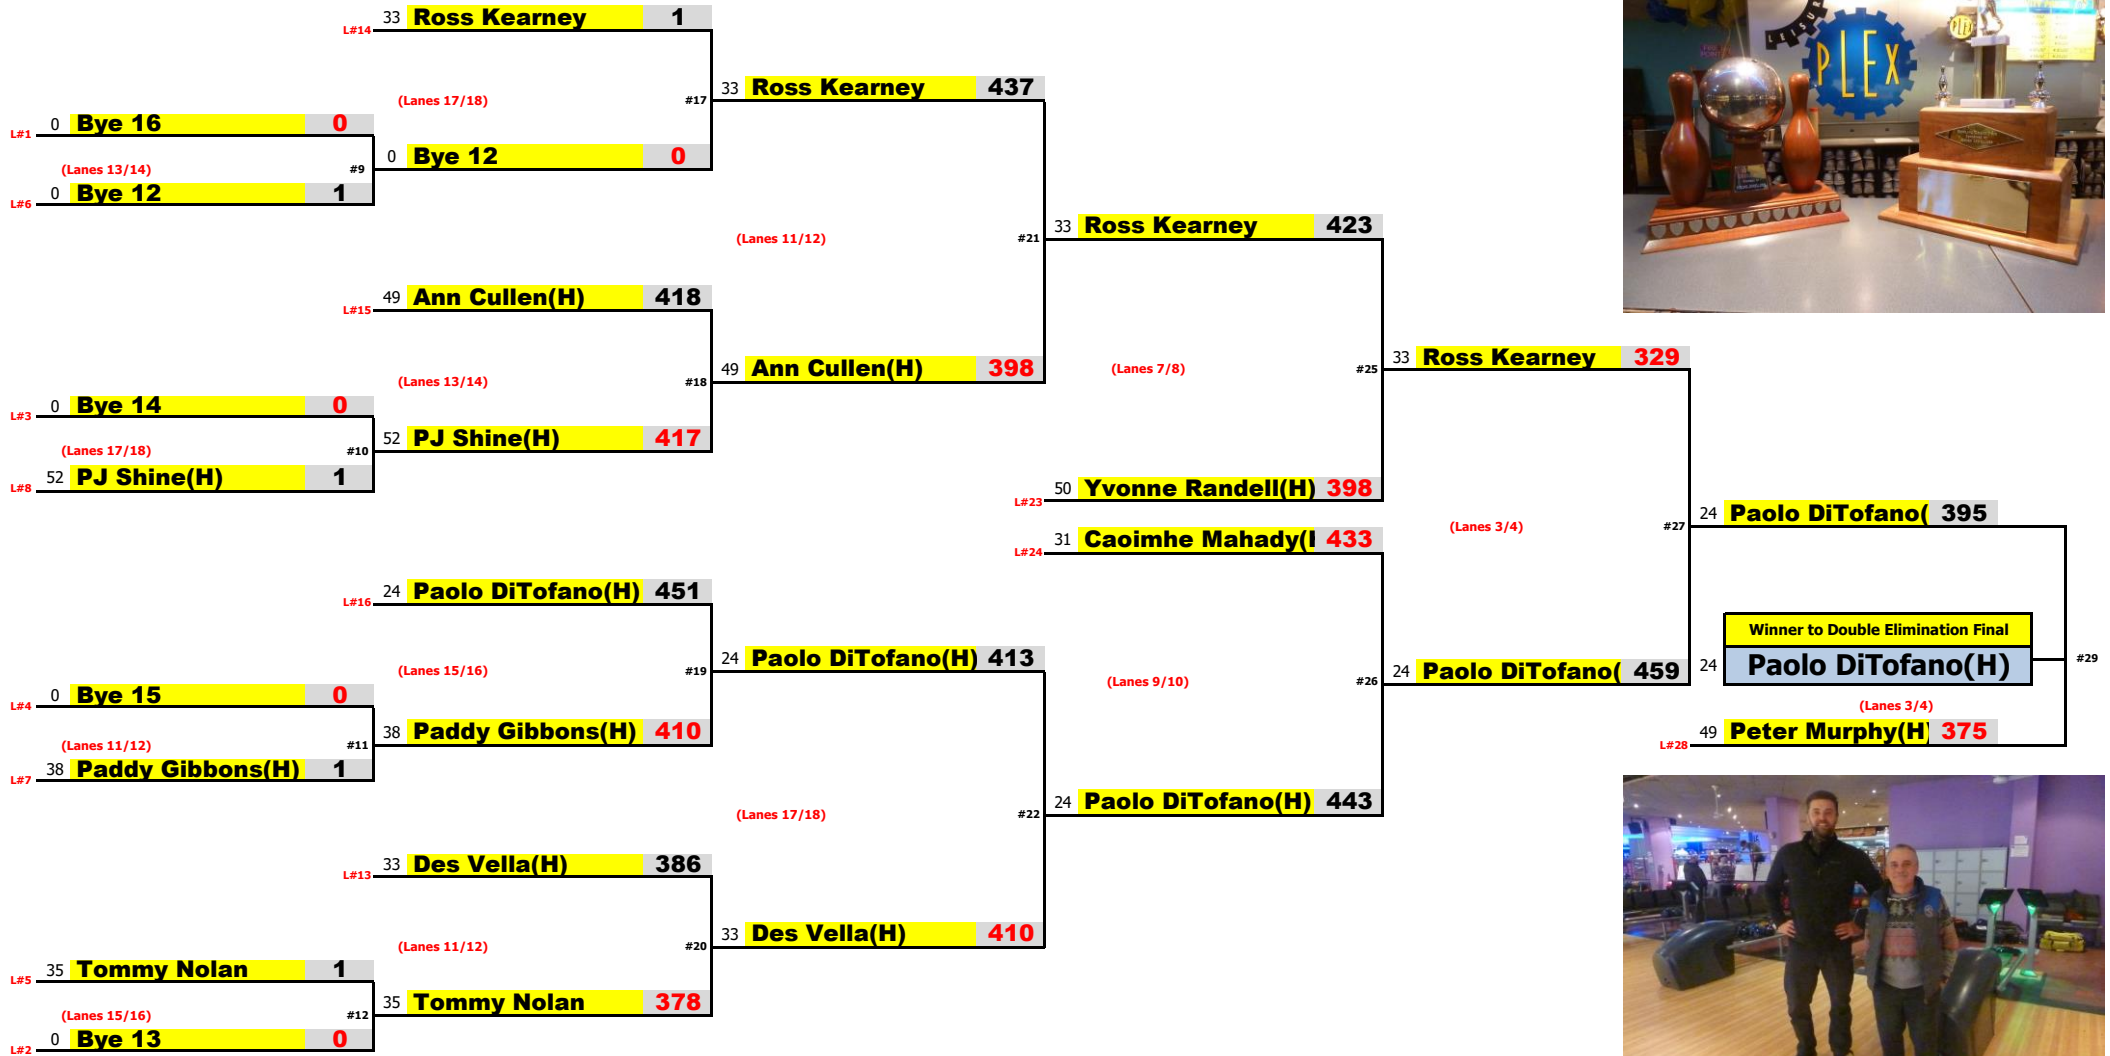 33 Ross Kearney 1
L#14
(Lanes 17/18)
#17
33 Ross Kearney 437
L#1 0 Bye 16 0
(Lanes 13/14)
#9
0 Bye 12 0
L#6 0 Bye 12 1
(Lanes 11/12)
#21
33 Ross Kearney 423
L#15 49 Ann Cullen(H) 418
(Lanes 13/14)
#18
49 Ann Cullen(H) 398
(Lanes 7/8)
#25
33 Ross Kearney 329
L#3 0 Bye 14 0
(Lanes 17/18)
#10
52 PJ Shine(H) 417
L#8 52 PJ Shine(H) 1
L#23 50 Yvonne Randell(H) 398
L#24 31 Caoimhe Mahady(H 433
(Lanes 3/4)
#27
24 Paolo DiTofano( 395
L#16 24 Paolo DiTofano(H) 451
(Lanes 15/16)
#19
24 Paolo DiTofano(H) 413
(Lanes 9/10)
#26
24 Paolo DiTofano( 459
Winner to Double Elimination Final
24 Paolo DiTofano(H)
#29
(Lanes 3/4)
L#28 49 Peter Murphy(H) 375
L#4 0 Bye 15 0
(Lanes 11/12)
#11
38 Paddy Gibbons(H) 410
L#7 38 Paddy Gibbons(H) 1
(Lanes 17/18)
#22
24 Paolo DiTofano(H) 443
L#13 33 Des Vella(H) 386
(Lanes 11/12)
#20
33 Des Vella(H) 410
L#5 35 Tommy Nolan 1
(Lanes 15/16)
#12
35 Tommy Nolan 378
L#2 0 Bye 13 0
LEISUR
PLEX
PLEX